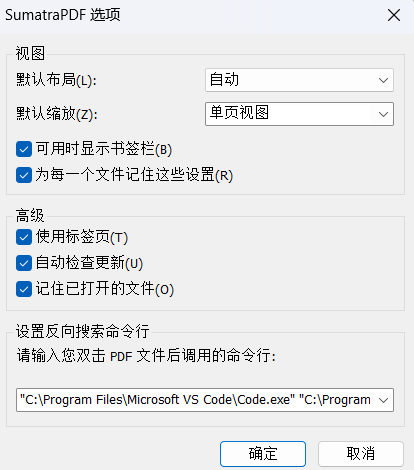 SumatraPDF 选项
视图
默认布局(L):
自动
默认缩放(Z):
单页视图
可用时显示书签栏(B)
为每一个文件记住这些设置(R)
高级
使用标签页(T)
自动检查更新(U)
记住已打开的文件(O)
设置反向搜索命令行
请输入您双击 PDF 文件后调用的命令行:
"C:\Program Files\Microsoft VS Code\Code.exe" "C:\Program
确定
取消